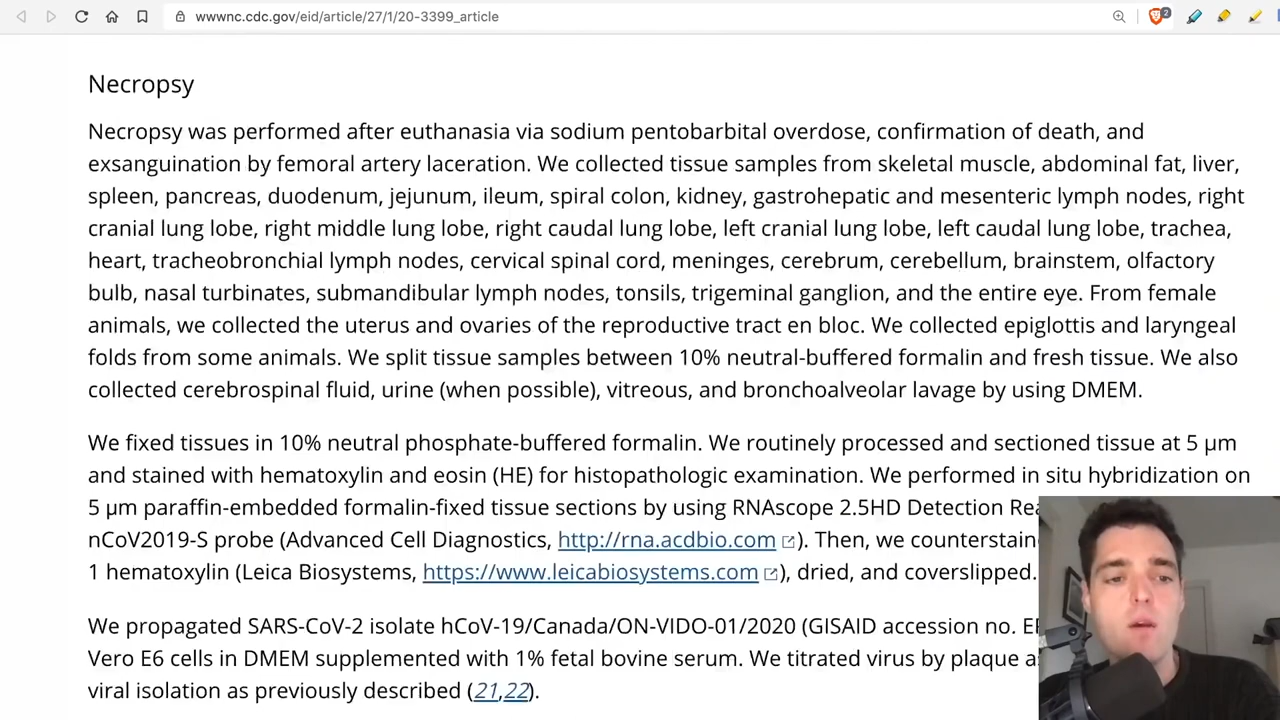 wwwnc.cdc.gov/eid/article/27/1/20-3399_article
2
Necropsy
Necropsy was performed after euthanasia via sodium pentobarbital overdose, confirmation of death, and
exsanguination by femoral artery laceration. We collected tissue samples from skeletal muscle, abdominal fat, liver,
spleen, pancreas, duodenum, jejunum, ileum, spiral colon, kidney, gastrohepatic and mesenteric lymph nodes, right
cranial lung lobe, right middle lung lobe, right caudal lung lobe, left cranial lung lobe, left caudal lung lobe, trachea,
heart, tracheobronchial lymph nodes, cervical spinal cord, meninges, cerebrum, cerebellum, brainstem, olfactory
bulb, nasal turbinates, submandibular lymph nodes, tonsils, trigeminal ganglion, and the entire eye. From female
animals, we collected the uterus and ovaries of the reproductive tract en bloc. We collected epiglottis and laryngeal
folds from some animals. We split tissue samples between 10% neutral-buffered formalin and fresh tissue. We also
collected cerebrospinal fluid, urine (when possible), vitreous, and bronchoalveolar lavage by using DMEM.
We fixed tissues in 10% neutral phosphate-buffered formalin. We routinely processed and sectioned tissue at 5 μm
and stained with hematoxylin and eosin (HE) for histopathologic examination. We performed in situ hybridization on
5 μm paraffin-embedded formalin-fixed tissue sections by using RNAscope 2.5HD Detection
nCoV2019-S probe (Advanced Cell Diagnostics, http://rna.acdbio.com). Then, we
1 hematoxylin (Leica Biosystems, https://www.leicabiosystems.com), dried, and coverslipped.
We propagated SARS-CoV-2 isolate hCoV-19/Canada/ON-VIDO-01/2020 (GISAID accession no.
Vero E6 cells in DMEM supplemented with 1% fetal bovine serum. We titrated virus by plaque
viral isolation as previously described (21,22).